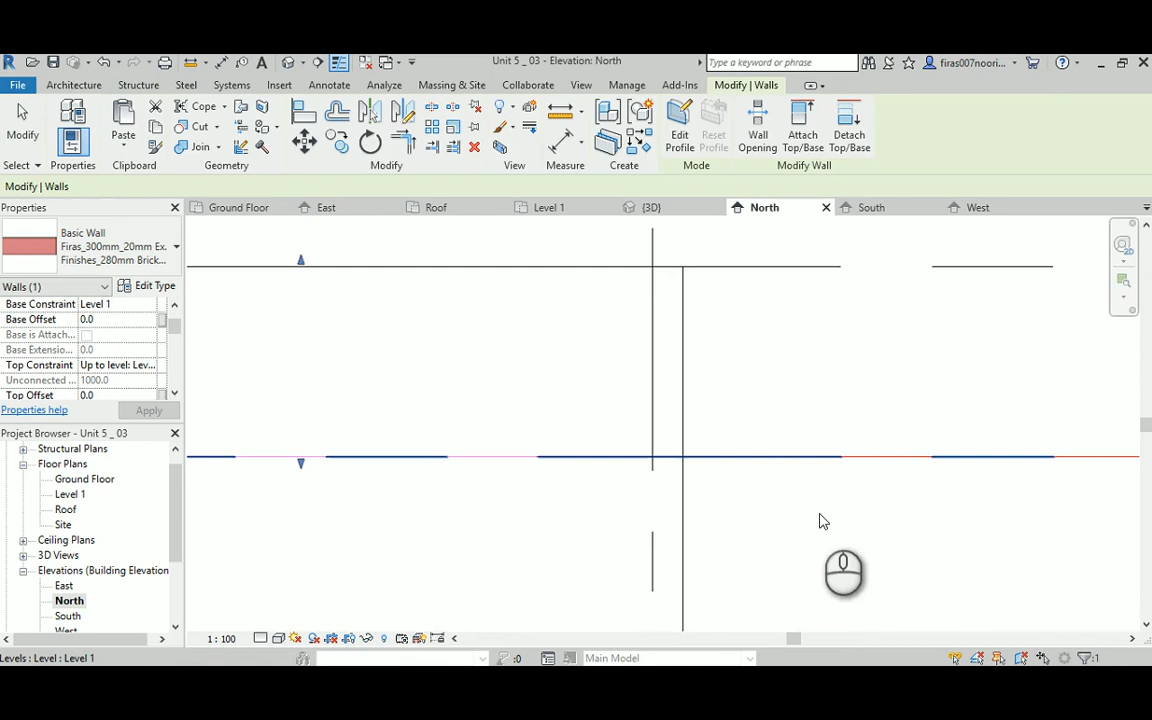 Unit 5 _ 03 - Elevation: North
Type a keyword or phrase
firas007noori...
File Architecture Structure Steel Systems Insert Annotate Analyze Massing & Site Collaborate View Manage Add-Ins Modify | Walls
Modify
Paste
Cope
Cut
Join
Edit Profile
Reset Profile
Wall Opening
Attach Top/Base
Detach Top/Base
Select Properties Clipboard Geometry Modify View Measure Create Mode Modify Wall
Modify | Walls
Properties
Ground Floor East Roof Level 1 {3D} North South West
Basic Wall
Firas_300mm_20mm Ex.
Finishes_280mm Brick...
Walls (1) Edit Type
Base Constraint Level 1
Base Offset 0.0
Base is Attach...
Base Extensio... 0.0
Top Constraint Up to level: Lev...
Unconnected ... 1000.0
Top Offset 0.0
Properties help Apply
Project Browser - Unit 5 _ 03
Structural Plans
Floor Plans
Ground Floor
Level 1
Roof
Site
Ceiling Plans
3D Views
Elevations (Building Elevation
East
North
South
West
1 : 100
Levels : Level : Level 1
:0
Main Model
:1